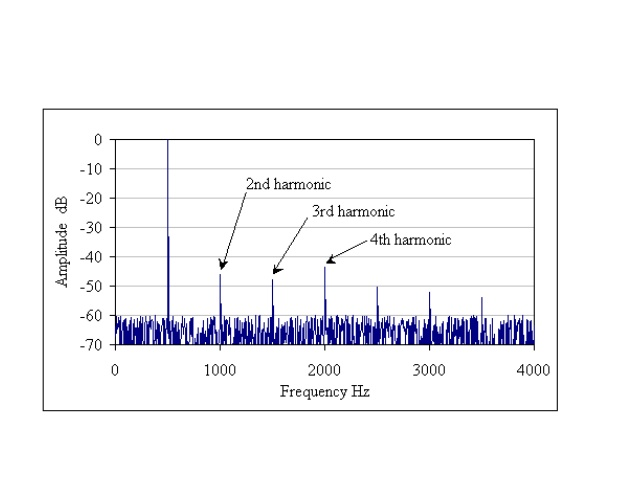 2nd harmonic
3rd harmonic
4th harmonic
Amplitude dB
0
-10
-20
-30
-40
-50
-60
-70
0 1000 2000 3000 4000
Frequency Hz